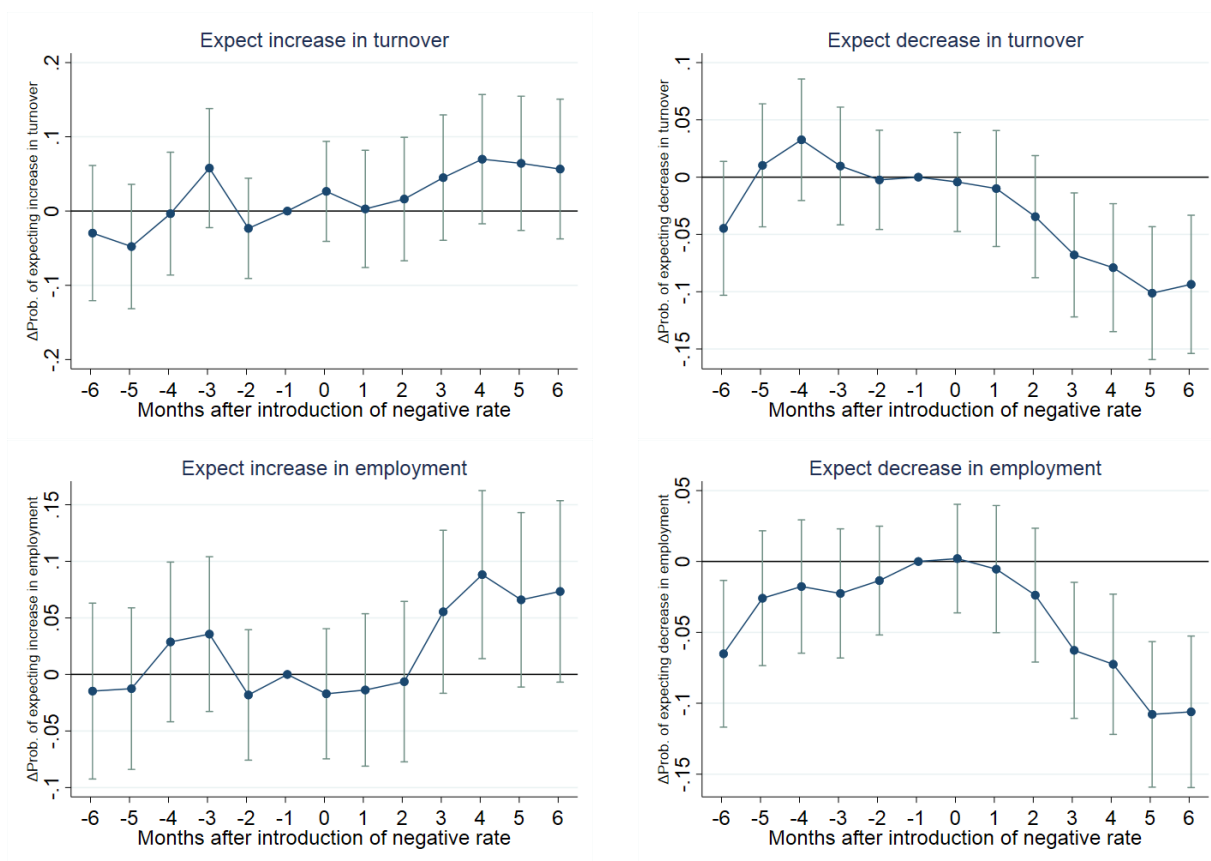 Expect increase in turnover
ΔProb. of expecting increase in turnover
.2
.1
0
-.1
-.2
-6 -5 -4 -3 -2 -1 0 1 2 3 4 5 6
Months after introduction of negative rate
Expect decrease in turnover
ΔProb. of expecting decrease in turnover
.1
.05
0
-.05
-.1
-.15
-6 -5 -4 -3 -2 -1 0 1 2 3 4 5 6
Months after introduction of negative rate
Expect increase in employment
ΔProb. of expecting increase in employment
.15
.1
.05
0
-.05
-.1
-6 -5 -4 -3 -2 -1 0 1 2 3 4 5 6
Months after introduction of negative rate
Expect decrease in employment
ΔProb. of expecting decrease in employment
.05
0
-.05
-.1
-.15
-6 -5 -4 -3 -2 -1 0 1 2 3 4 5 6
Months after introduction of negative rate